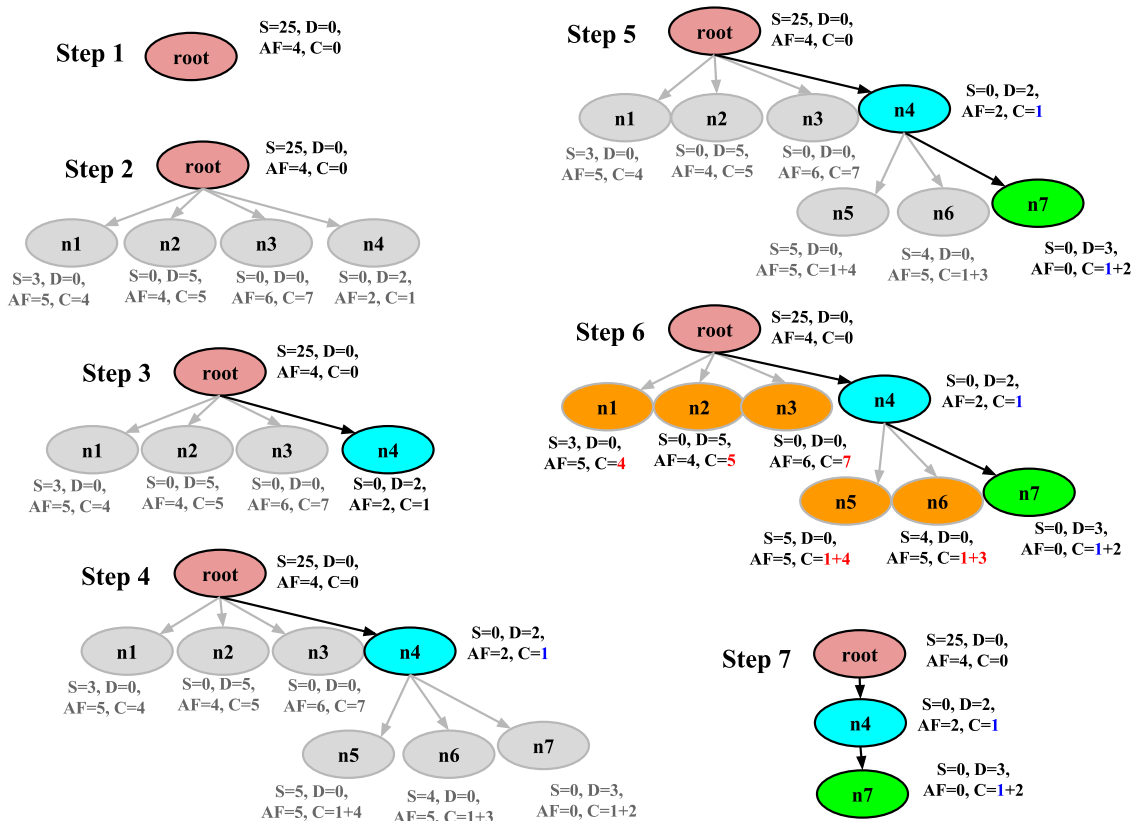 Step 1
root
S=25, D=0,
AF=4, C=0
Step 2
root
S=25, D=0,
AF=4, C=0
n1
n2
n3
n4
S=3, D=0,
AF=5, C=4
S=0, D=5,
AF=4, C=5
S=0, D=0,
AF=6, C=7
S=0, D=2,
AF=2, C=1
Step 3
root
S=25, D=0,
AF=4, C=0
n1
n2
n3
n4
S=3, D=0,
AF=5, C=4
S=0, D=5,
AF=4, C=5
S=0, D=0,
AF=6, C=7
S=0, D=2,
AF=2, C=1
Step 4
root
S=25, D=0,
AF=4, C=0
n1
n2
n3
n4
S=0, D=2,
AF=2, C=1
S=3, D=0,
AF=5, C=4
S=0, D=5,
AF=4, C=5
S=0, D=0,
AF=6, C=7
n5
n6
n7
S=5, D=0,
AF=5, C=1+4
S=4, D=0,
AF=5, C=1+3
S=0, D=3,
AF=0, C=1+2
Step 5
root
S=25, D=0,
AF=4, C=0
n1
n2
n3
n4
S=0, D=2,
AF=2, C=1
S=3, D=0,
AF=5, C=4
S=0, D=5,
AF=4, C=5
S=0, D=0,
AF=6, C=7
n5
n6
n7
S=5, D=0,
AF=5, C=1+4
S=4, D=0,
AF=5, C=1+3
S=0, D=3,
AF=0, C=1+2
Step 6
root
S=25, D=0,
AF=4, C=0
n1
n2
n3
n4
S=0, D=2,
AF=2, C=1
S=3, D=0,
AF=5, C=4
S=0, D=5,
AF=4, C=5
S=0, D=0,
AF=6, C=7
n5
n6
n7
S=5, D=0,
AF=5, C=1+4
S=4, D=0,
AF=5, C=1+3
S=0, D=3,
AF=0, C=1+2
Step 7
root
S=25, D=0,
AF=4, C=0
n4
S=0, D=2,
AF=2, C=1
n7
S=0, D=3,
AF=0, C=1+2